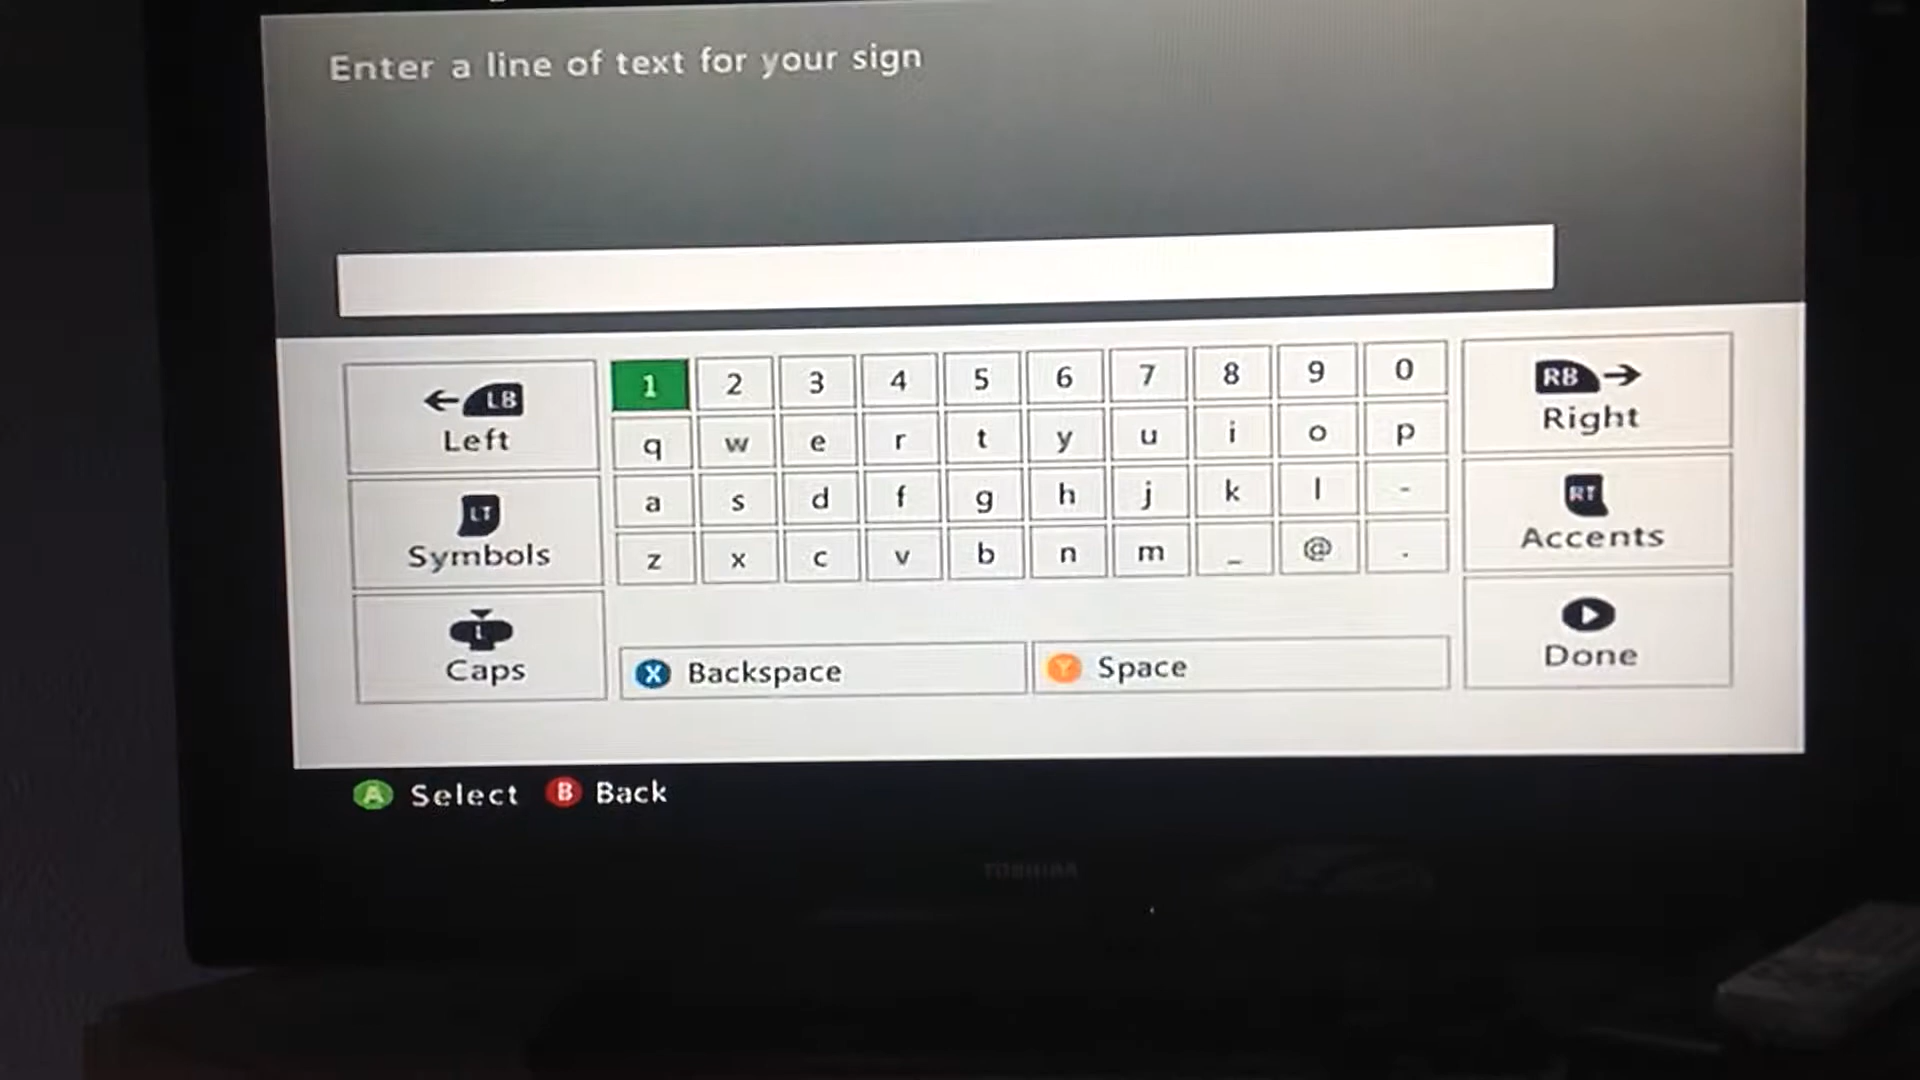 Enter a line of text for your sign
LB
Left
1 2 3 4 5 6 7 8 9 0
RB
Right
q w e r t y u i o p
LT
Symbols
a s d f g h j k l -
RT
Accents
z x c v b n m _ @ .
L
Caps
X Backspace
Y Space
Done
A Select B Back
TOSHIBA